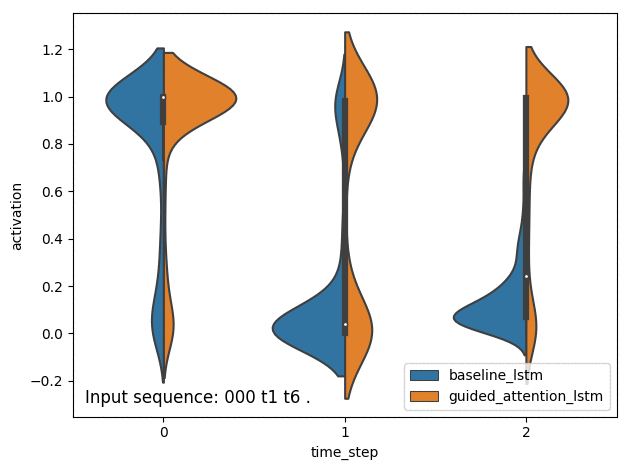 1.2
1.0
0.8
0.6
0.4
0.2
0.0
−0.2
activation
Input sequence: 000 t1 t6 .
baseline_lstm
guided_attention_lstm
0 1 2
time_step